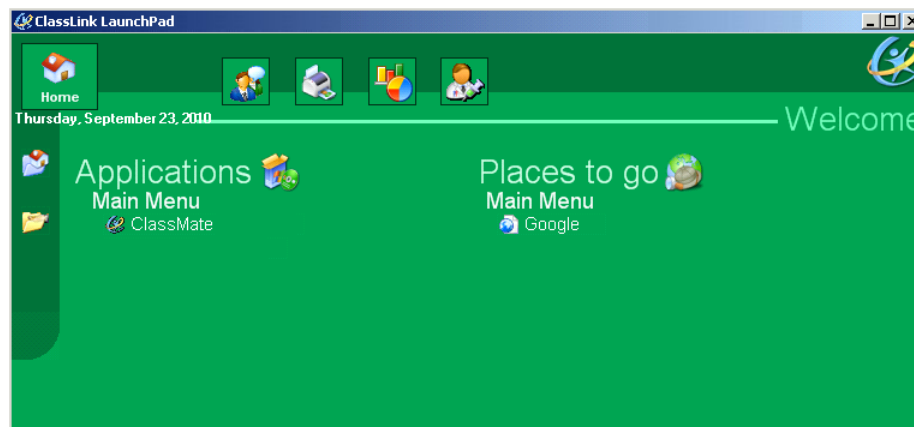 ClassLink LaunchPad
Home
Thursday, September 23, 2010
Welcome
Applications
Main Menu
ClassMate
Places to go
Main Menu
Google